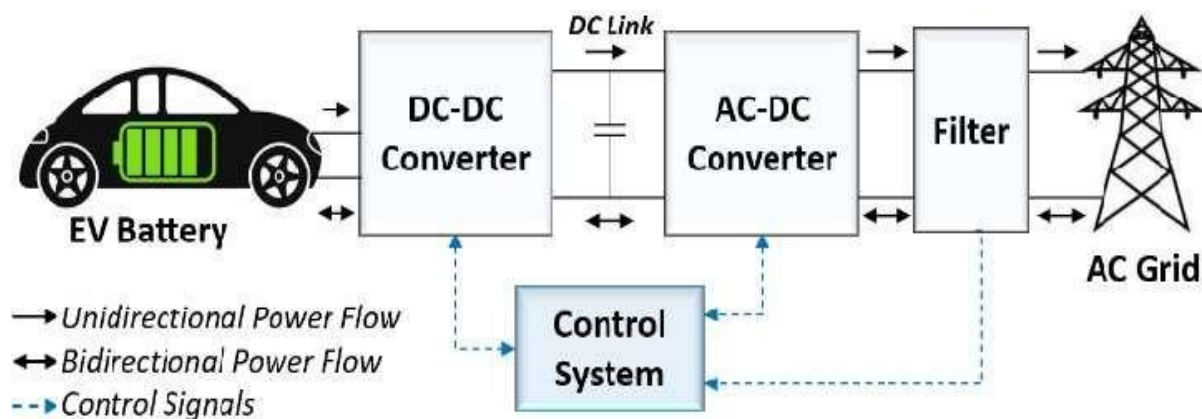 DC Link
DC-DC
Converter
AC-DC
Converter
Filter
EV Battery
AC Grid
Control
System
Unidirectional Power Flow
Bidirectional Power Flow
Control Signals